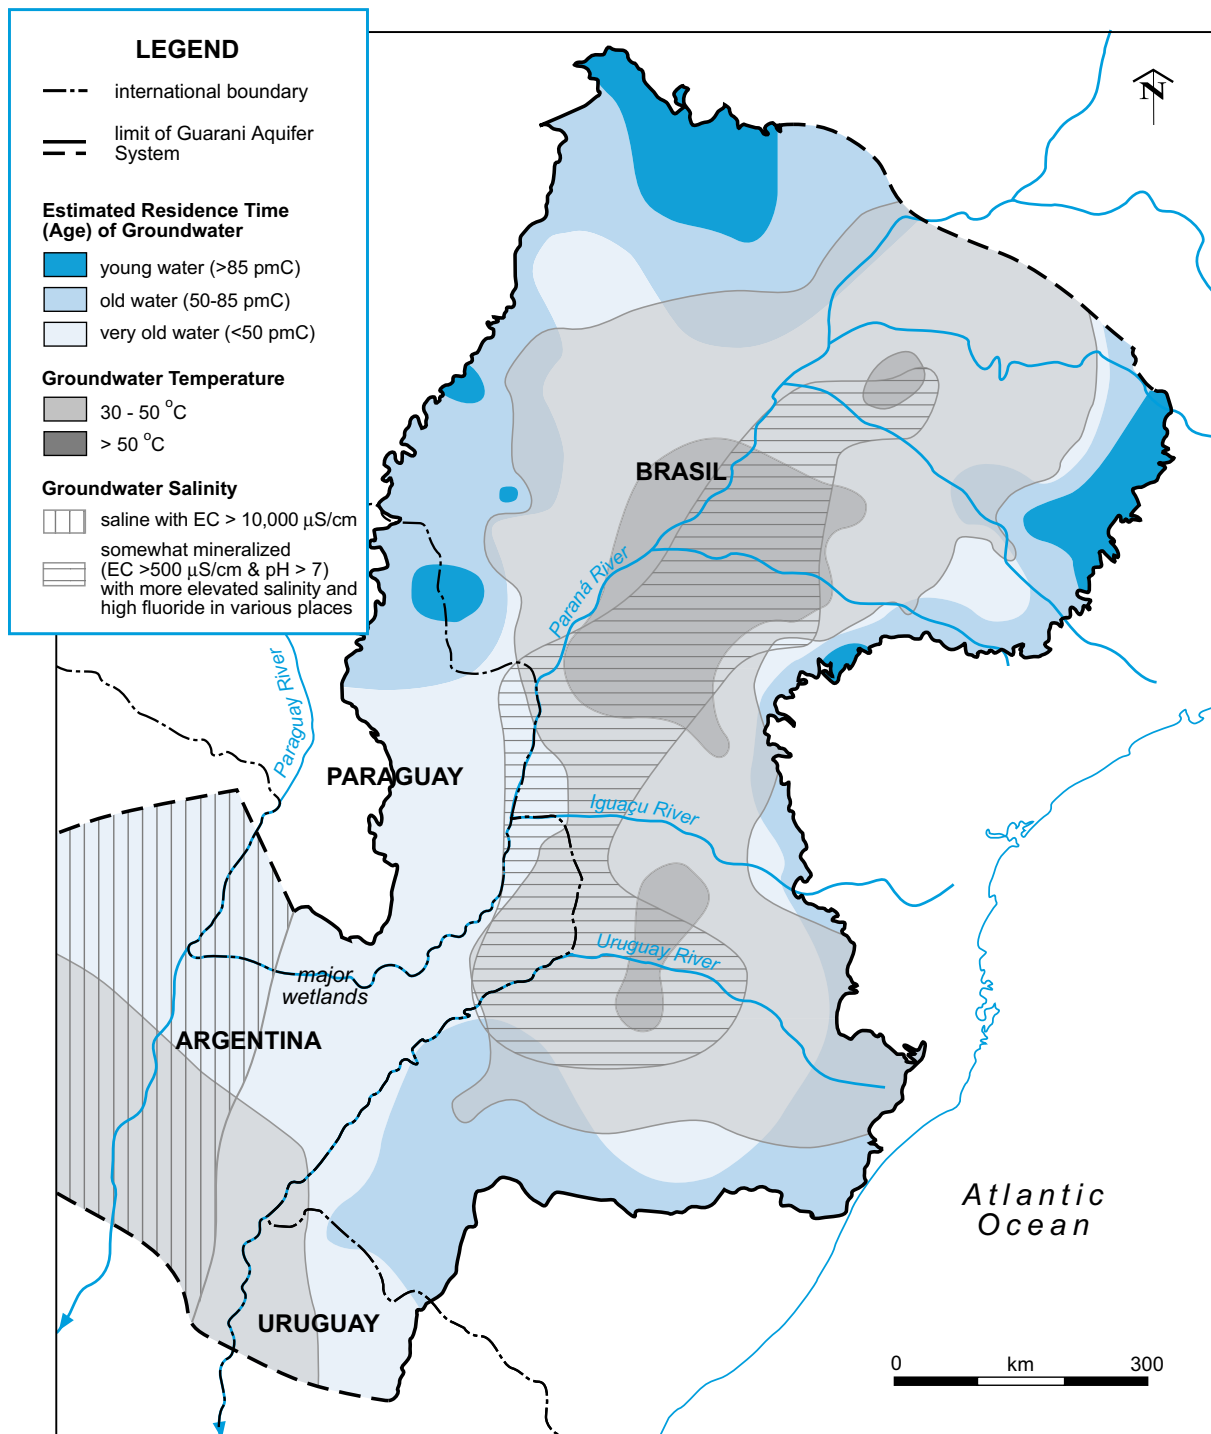 LEGEND
international boundary
limit of Guarani Aquifer
System
Estimated Residence Time
(Age) of Groundwater
young water (>85 pmC)
old water (50-85 pmC)
very old water (<50 pmC)
Groundwater Temperature
30 - 50 °C
> 50 °C
Groundwater Salinity
saline with EC > 10,000 µS/cm
somewhat mineralized
(EC >500 µS/cm & pH > 7)
with more elevated salinity and
high fluoride in various places
N
BRASIL
Paraná River
Paraguay River
PARAGUAY
Iguaçu River
Uruguay River
major
wetlands
ARGENTINA
Atlantic
Ocean
URUGUAY
0 km 300